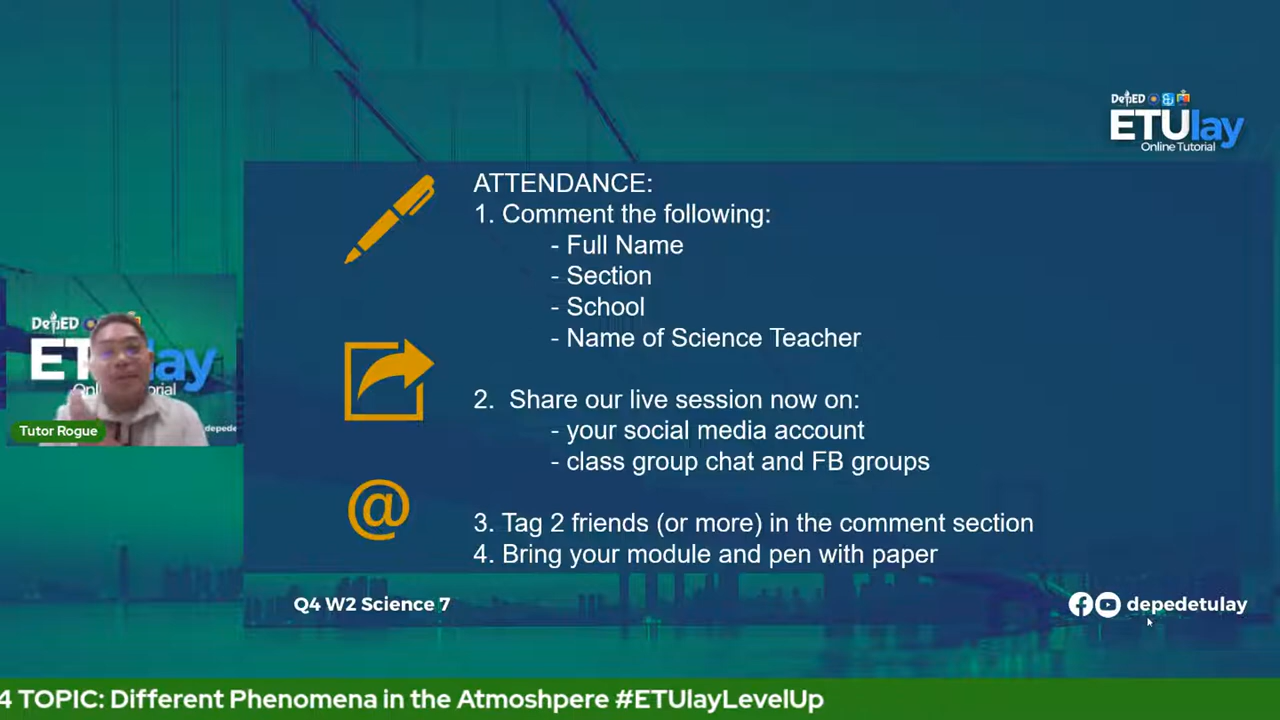 DepED
ETUlay
Online Tutorial
ATTENDANCE:
1. Comment the following:
- Full Name
- Section
- School
- Name of Science Teacher
2. Share our live session now on:
- your social media account
- class group chat and FB groups
@
3. Tag 2 friends (or more) in the comment section
4. Bring your module and pen with paper
DepED
Tutor Rogue
Q4 W2 Science 7
depedetulay
4 TOPIC: Different Phenomena in the Atmoshpere #ETUlayLevelUp